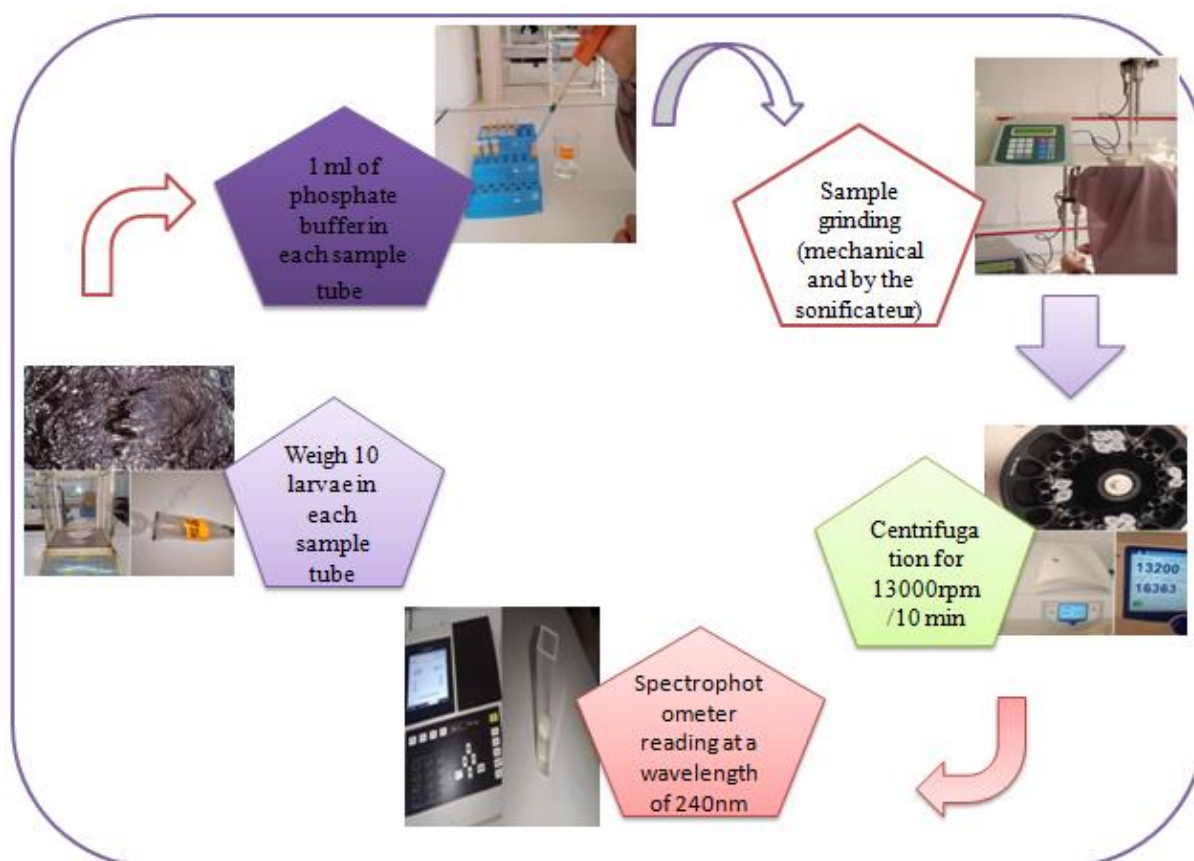 1 ml of
phosphate
buffer in
each sample
tube
Sample
grinding
(mechanical
and by the
sonificateur)
Weigh 10
larvae in
each
sample
tube
Centrifuga
tion for
13000rpm
/10 min
13200
16363
Spectrophot
ometer
reading at a
wavelength
of 240nm